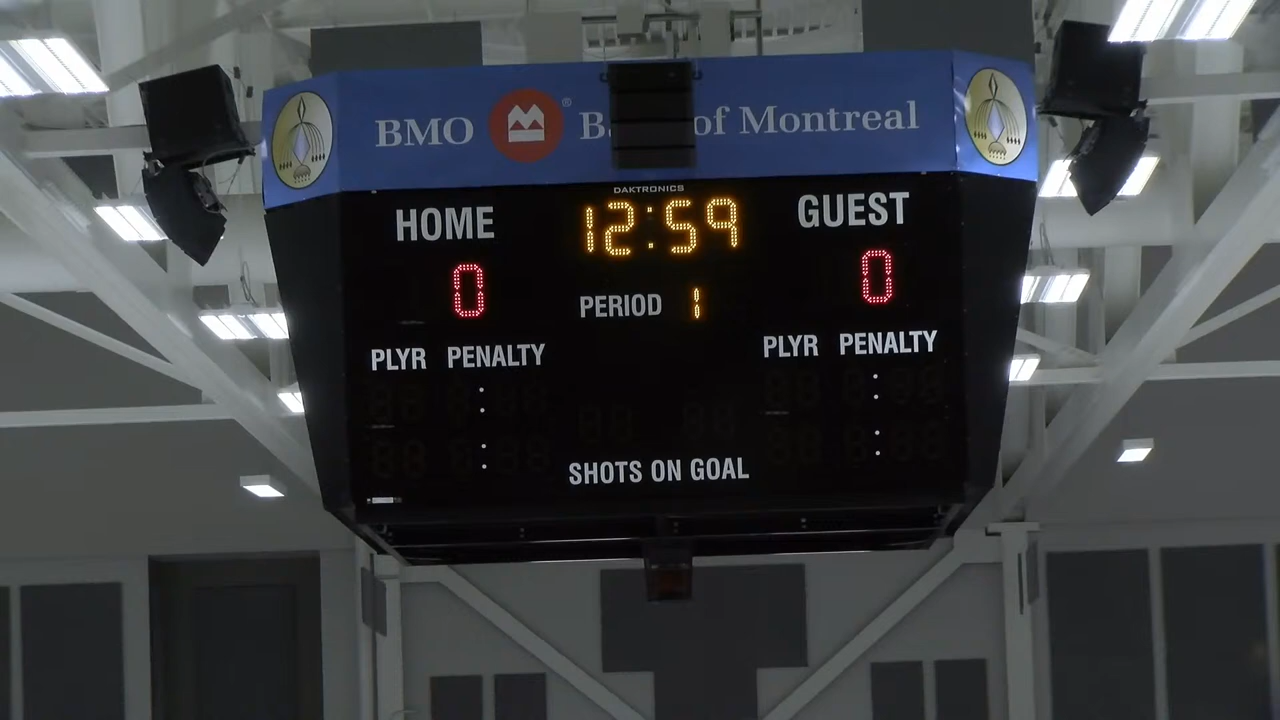 BMO ® B of Montreal
DAKTRONICS
HOME 12:59 GUEST
0 PERIOD 1 0
PLYR PENALTY PLYR PENALTY
: :
: :
SHOTS ON GOAL